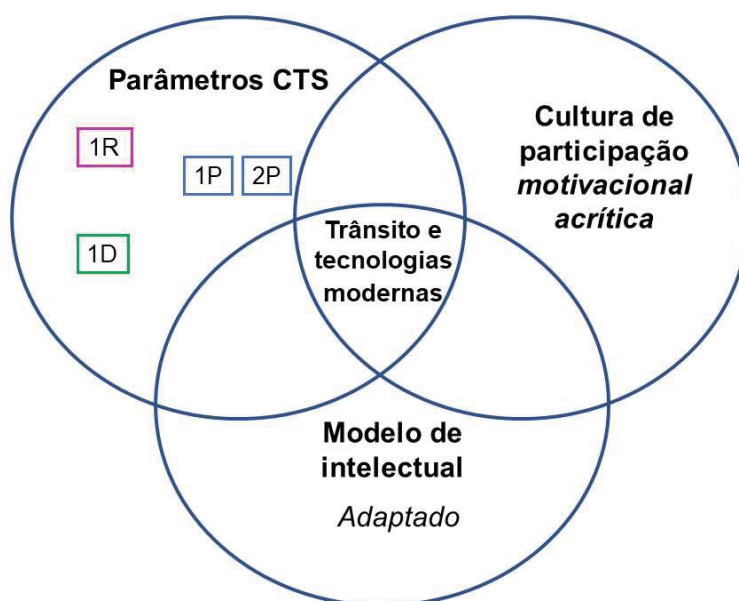 Parâmetros CTS
1R
1P 2P
1D
Cultura de
participação
motivacional
acrítica
Trânsito e
tecnologias
modernas
Modelo de
intelectual
Adaptado